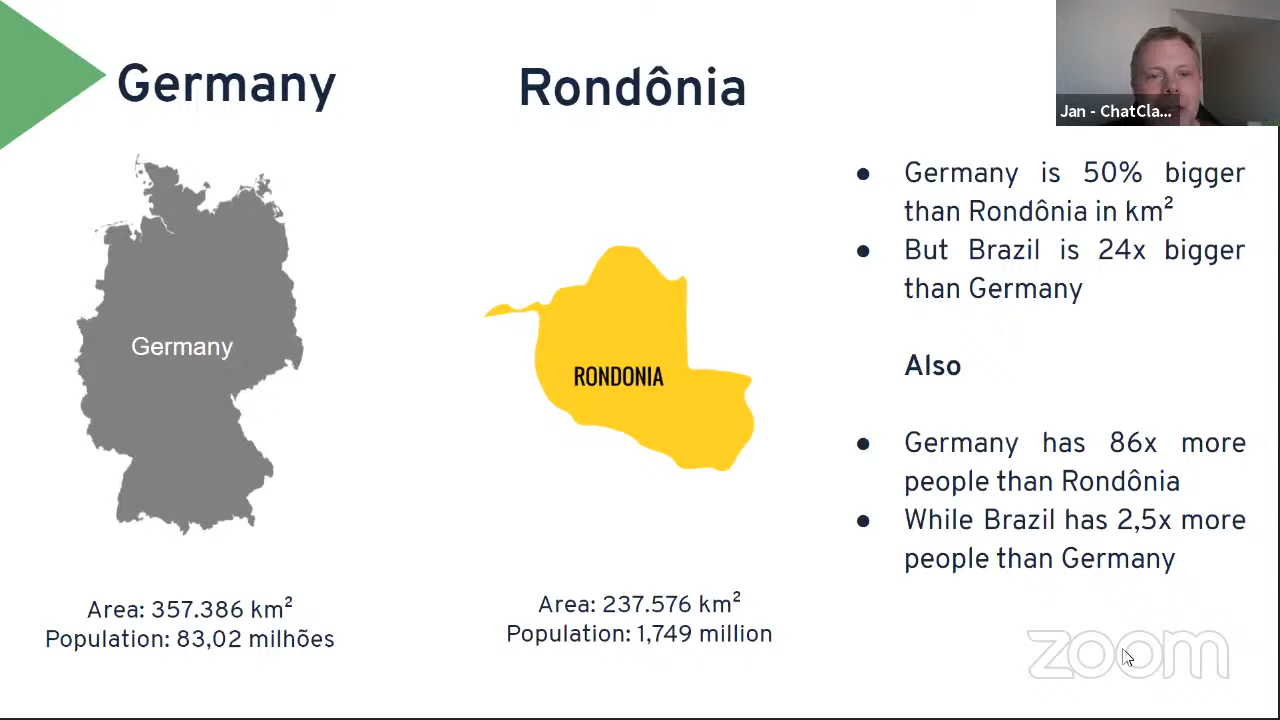 Germany
Rondônia
Jan - ChatCla...
Germany
RONDONIA
Area: 357.386 km²
Population: 83,02 milhões
Area: 237.576 km²
Population: 1,749 million
● Germany is 50% bigger
than Rondônia in km²
● But Brazil is 24x bigger
than Germany
Also
● Germany has 86x more
people than Rondônia
● While Brazil has 2,5x more
people than Germany
zoom